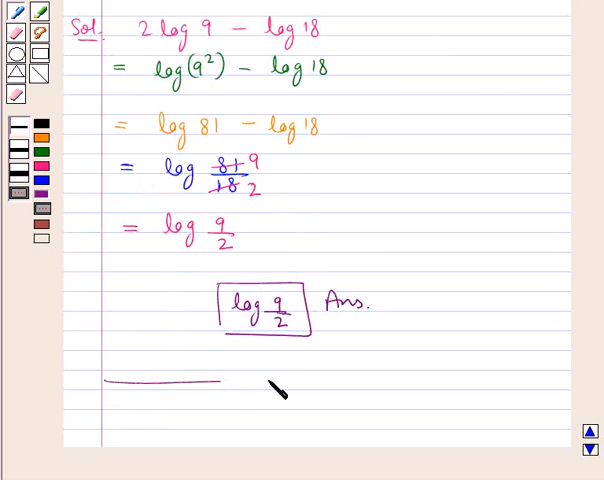 Sol. 2 log 9 - log 18
= log(9²) - log 18
= log 81 - log 18
= log 81/18 9/2
= log 9/2
log 9/2 Ans.